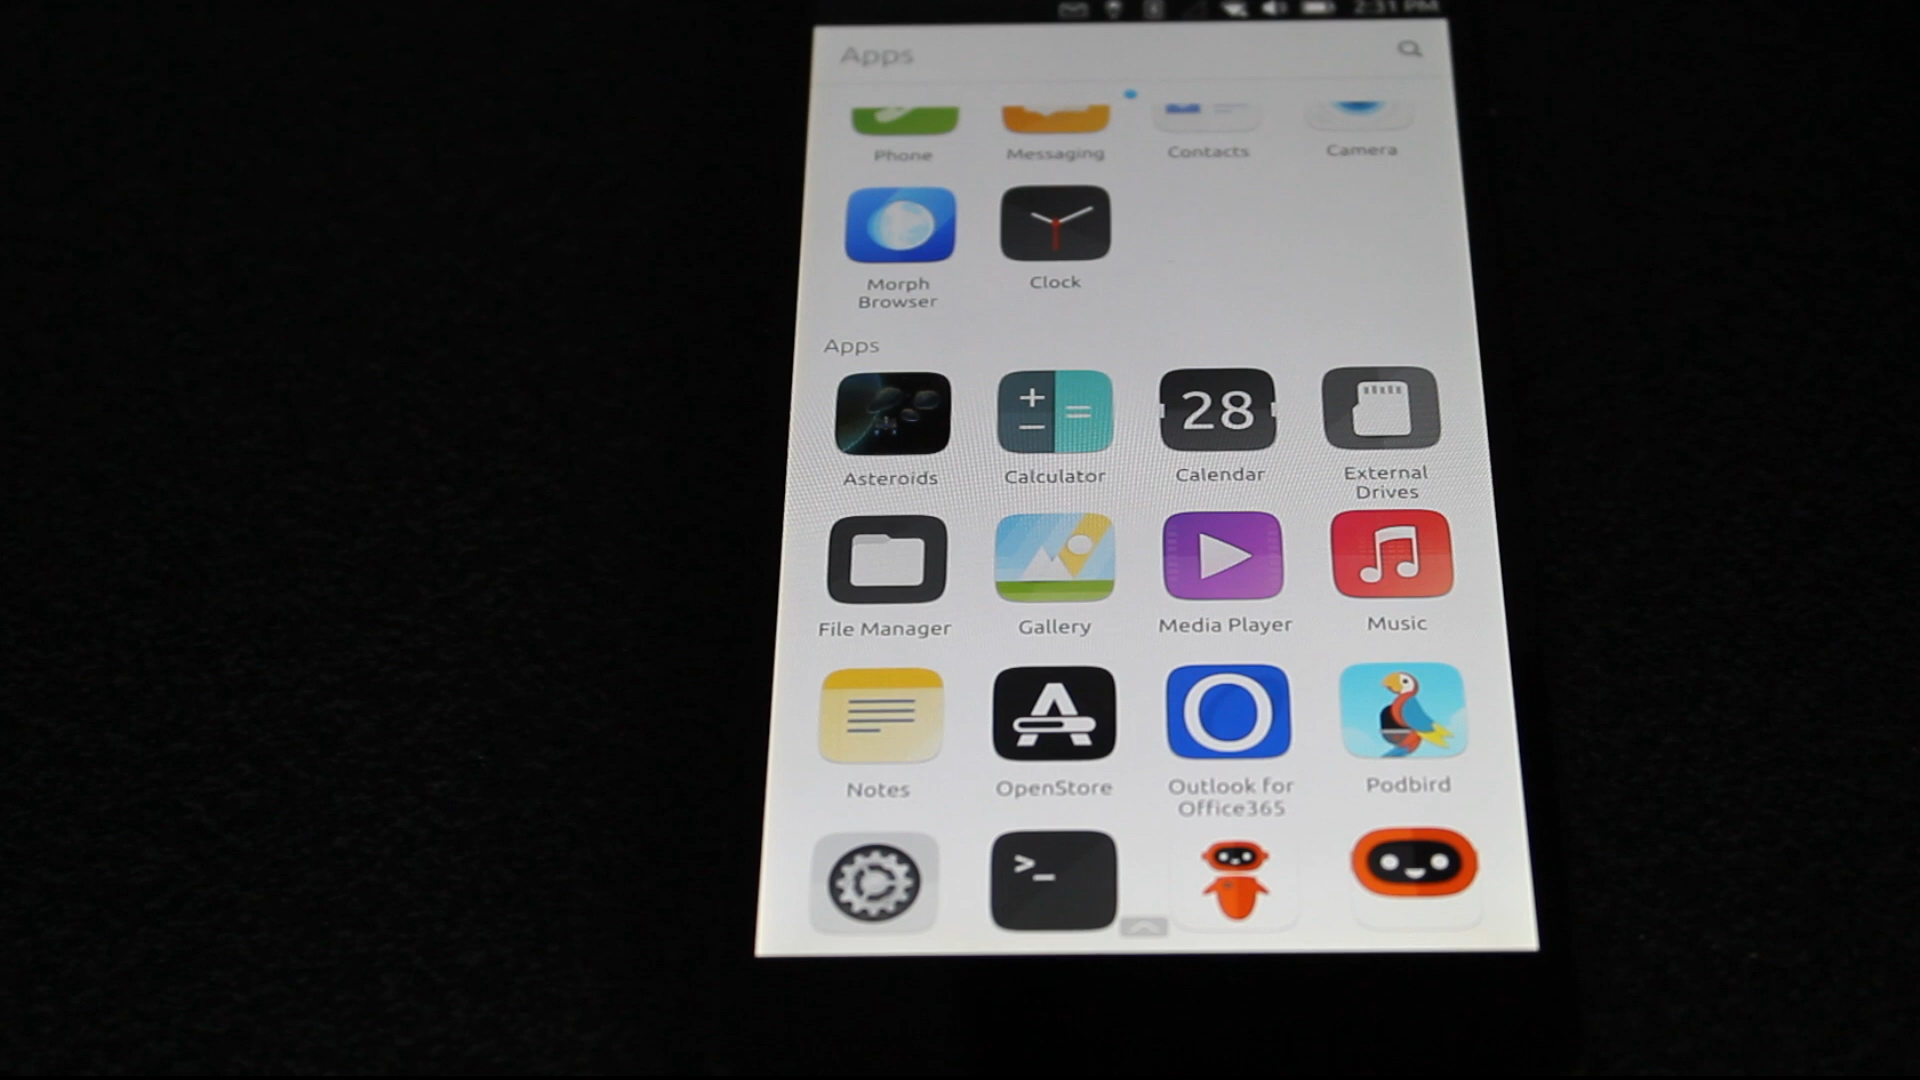 2:31 PM
Apps
Phone
Messaging
Contacts
Camera
Morph
Browser
Clock
Apps
28
Asteroids
Calculator
Calendar
External
Drives
File Manager
Gallery
Media Player
Music
Notes
OpenStore
Outlook for
Office365
Podbird
>_